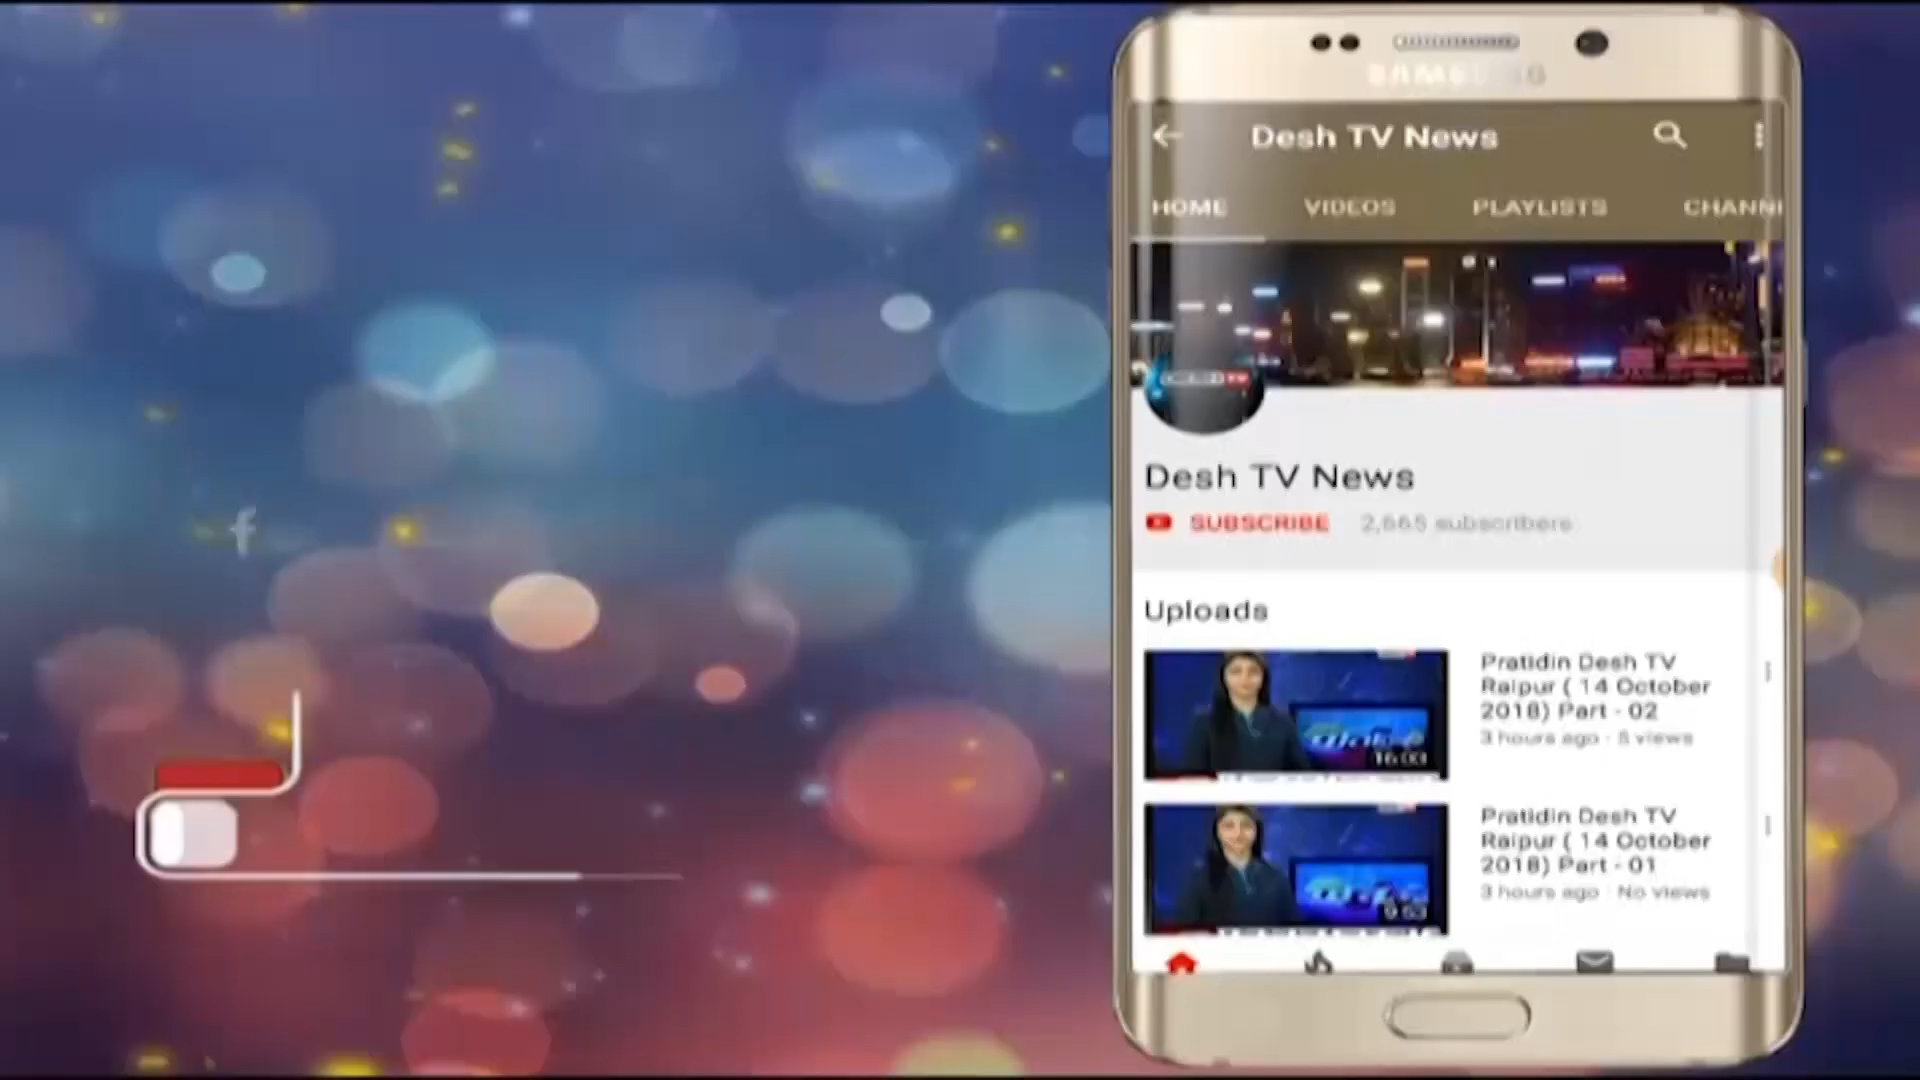 SAMSUNG
Desh TV News
HOME VIDEOS PLAYLISTS CHANN
Desh TV News
SUBSCRIBE 2,665 subscribers
f
Uploads
Pratidin Desh TV
Raipur ( 14 October
2018) Part - 02
3 hours ago · 8 views
16:03
Pratidin Desh TV
Raipur ( 14 October
2018) Part - 01
3 hours ago · No views
9:53